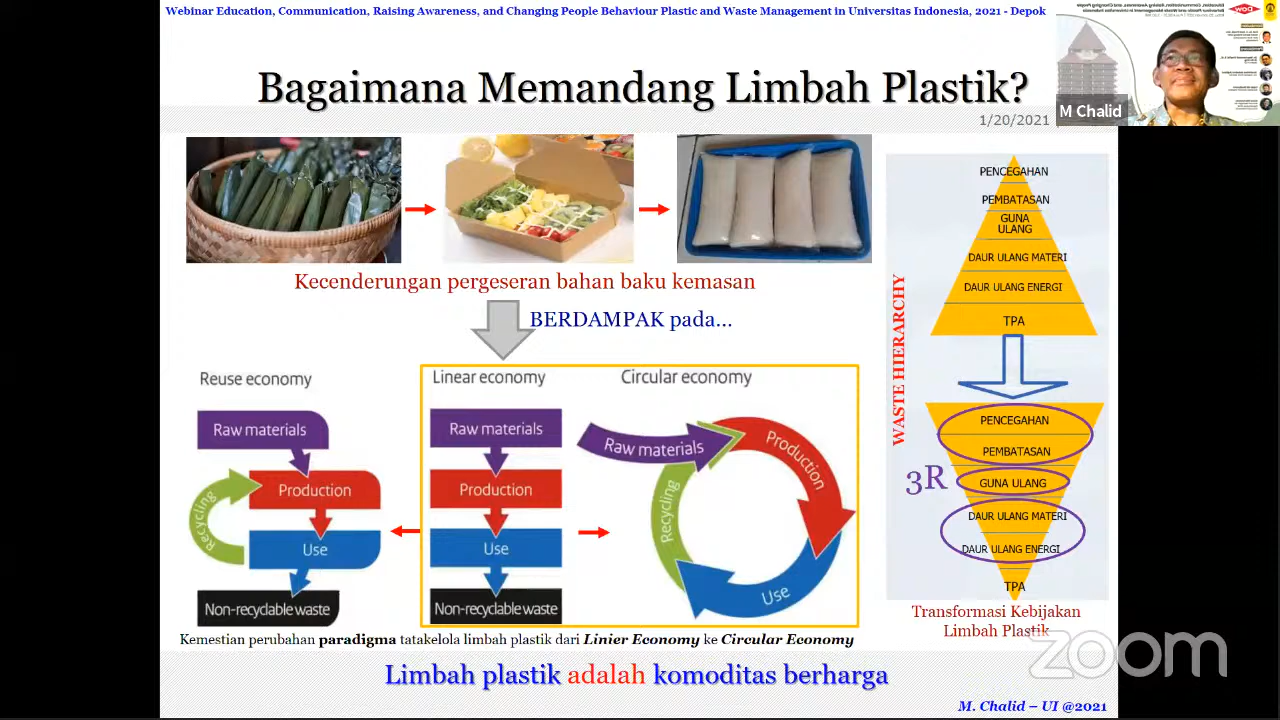 Webinar Education, Communication, Raising Awareness, and Changing People Behaviour Plastic and Waste Management in Universitas Indonesia, 2021 - Depok
Bagaimana Memandang Limbah Plastik?
1/20/2021
M Chalid
Kecenderungan pergeseran bahan baku kemasan
BERDAMPAK pada...
Reuse economy
Raw materials
Production
Recycling
Use
Non-recyclable waste
Linear economy
Raw materials
Production
Use
Non-recyclable waste
Circular economy
Raw materials
Production
Recycling
Use
Kemestian perubahan paradigma tatakelola limbah plastik dari Linier Economy ke Circular Economy
WASTE HIERARCHY
PENCEGAHAN
PEMBATASAN
GUNA
ULANG
DAUR ULANG MATERI
DAUR ULANG ENERGI
TPA
3R
PENCEGAHAN
PEMBATASAN
GUNA ULANG
DAUR ULANG MATERI
DAUR ULANG ENERGI
TPA
Transformasi Kebijakan
Limbah Plastik
zoom
Limbah plastik adalah komoditas berharga
M. Chalid – UI @2021